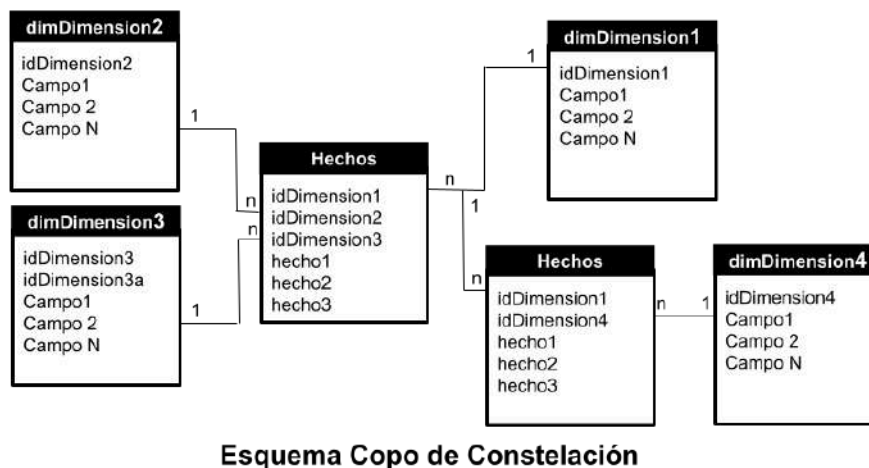 dimDimension2
idDimension2
Campo1
Campo 2
Campo N
1
n
dimDimension3
idDimension3
idDimension3a
Campo1
Campo 2
Campo N
1
n
Hechos
idDimension1
idDimension2
idDimension3
hecho1
hecho2
hecho3
n
1
1
dimDimension1
idDimension1
Campo1
Campo 2
Campo N
n
Hechos
idDimension1
idDimension4
hecho1
hecho2
hecho3
n
1
dimDimension4
idDimension4
Campo1
Campo 2
Campo N
Esquema Copo de Constelación